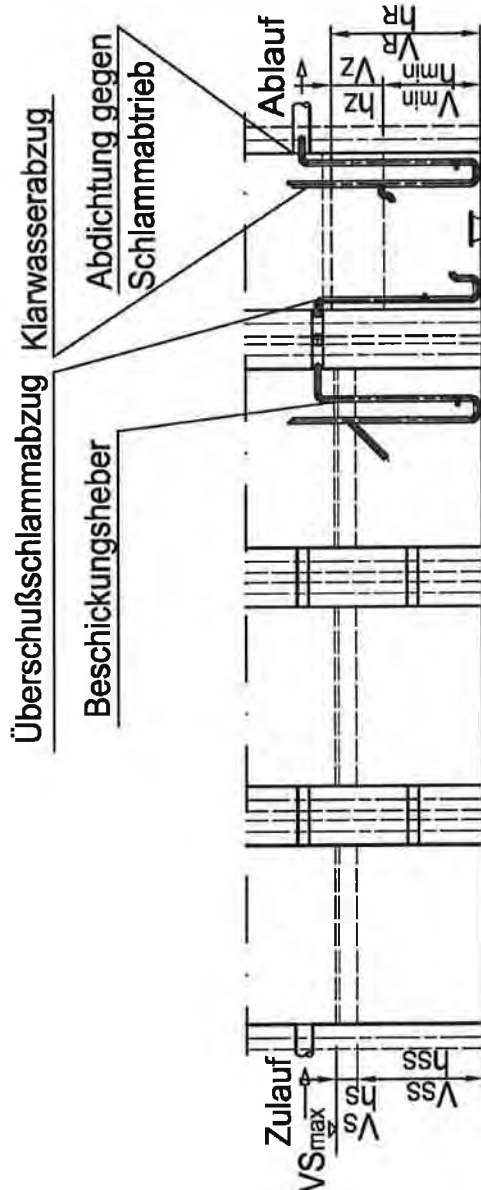 Überschußschlammabzug
Klarwasserabzug
Beschickungsheber
Abdichtung gegen
Schlammabtrieb
Zulauf
VSmax
Vs
hs
Vss
hss
Ablauf
hz
Vz
Vmin
hmin
VR
hR